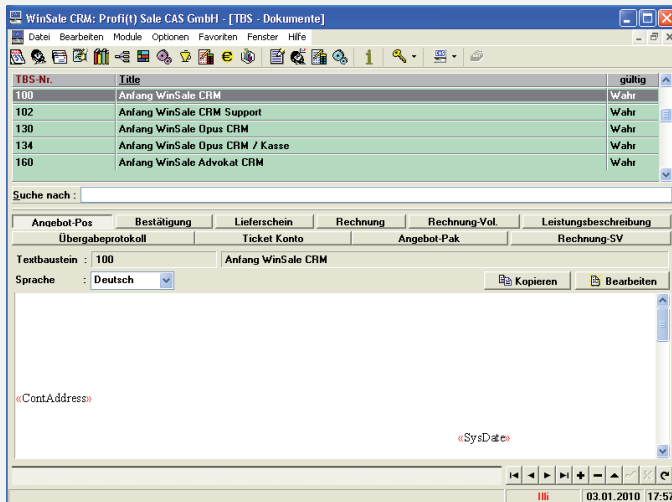 WinSale CRM: Profi(t) Sale CAS GmbH - [TBS - Dokumente]
Datei Bearbeiten Module Optionen Favoriten Fenster Hilfe
TBS-Nr. Title gültig
100 Anfang WinSale CRM Wahr
102 Anfang WinSale CRM Support Wahr
130 Anfang WinSale Opus CRM Wahr
134 Anfang WinSale Opus CRM / Kasse Wahr
160 Anfang WinSale Advokat CRM Wahr
Suche nach :
Angebot-Pos Bestätigung Lieferschein Rechnung Rechnung-Vol. Leistungsbeschreibung
Übergabeprotokoll Ticket Konto Angebot-Pak Rechnung-SV
Textbaustein : 100 Anfang WinSale CRM
Sprache : Deutsch Kopieren Bearbeiten
«ContAddress»
«SysDate»
03.01.2010